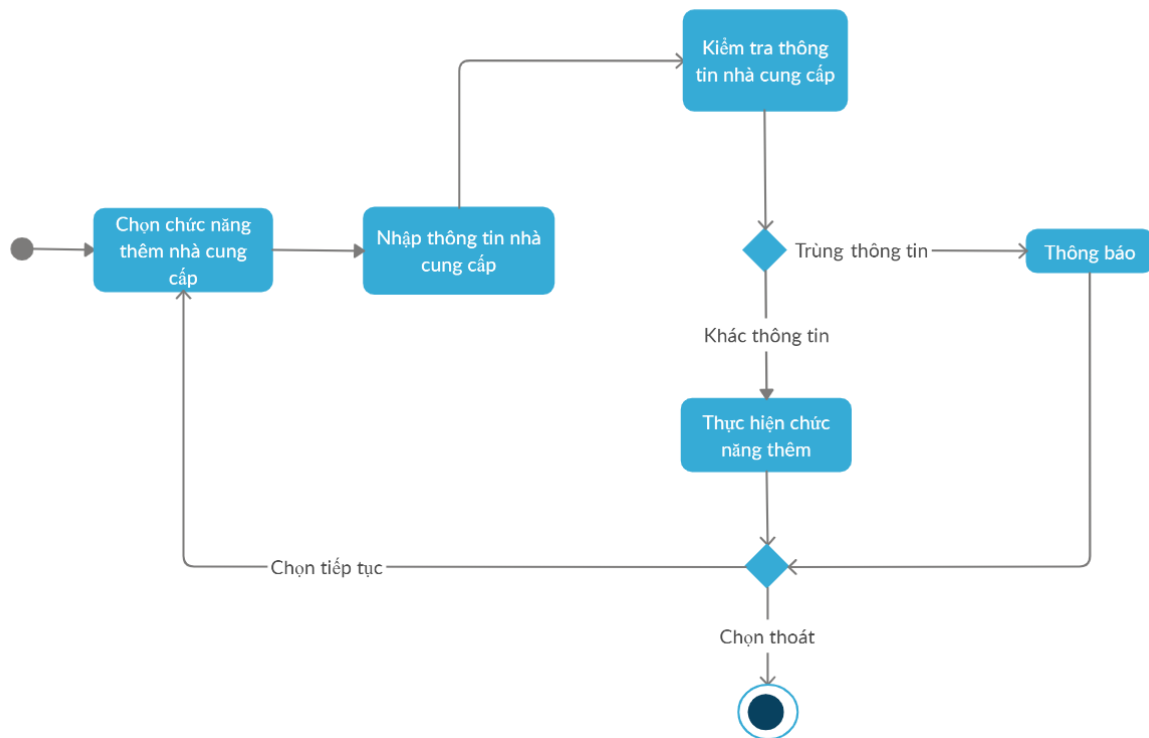 Kiểm tra thông
tin nhà cung cấp
Chọn chức năng
thêm nhà cung
cấp
Nhập thông tin nhà
cung cấp
Trùng thông tin
Thông báo
Khác thông tin
Thực hiện chức
năng thêm
Chọn tiếp tục
Chọn thoát